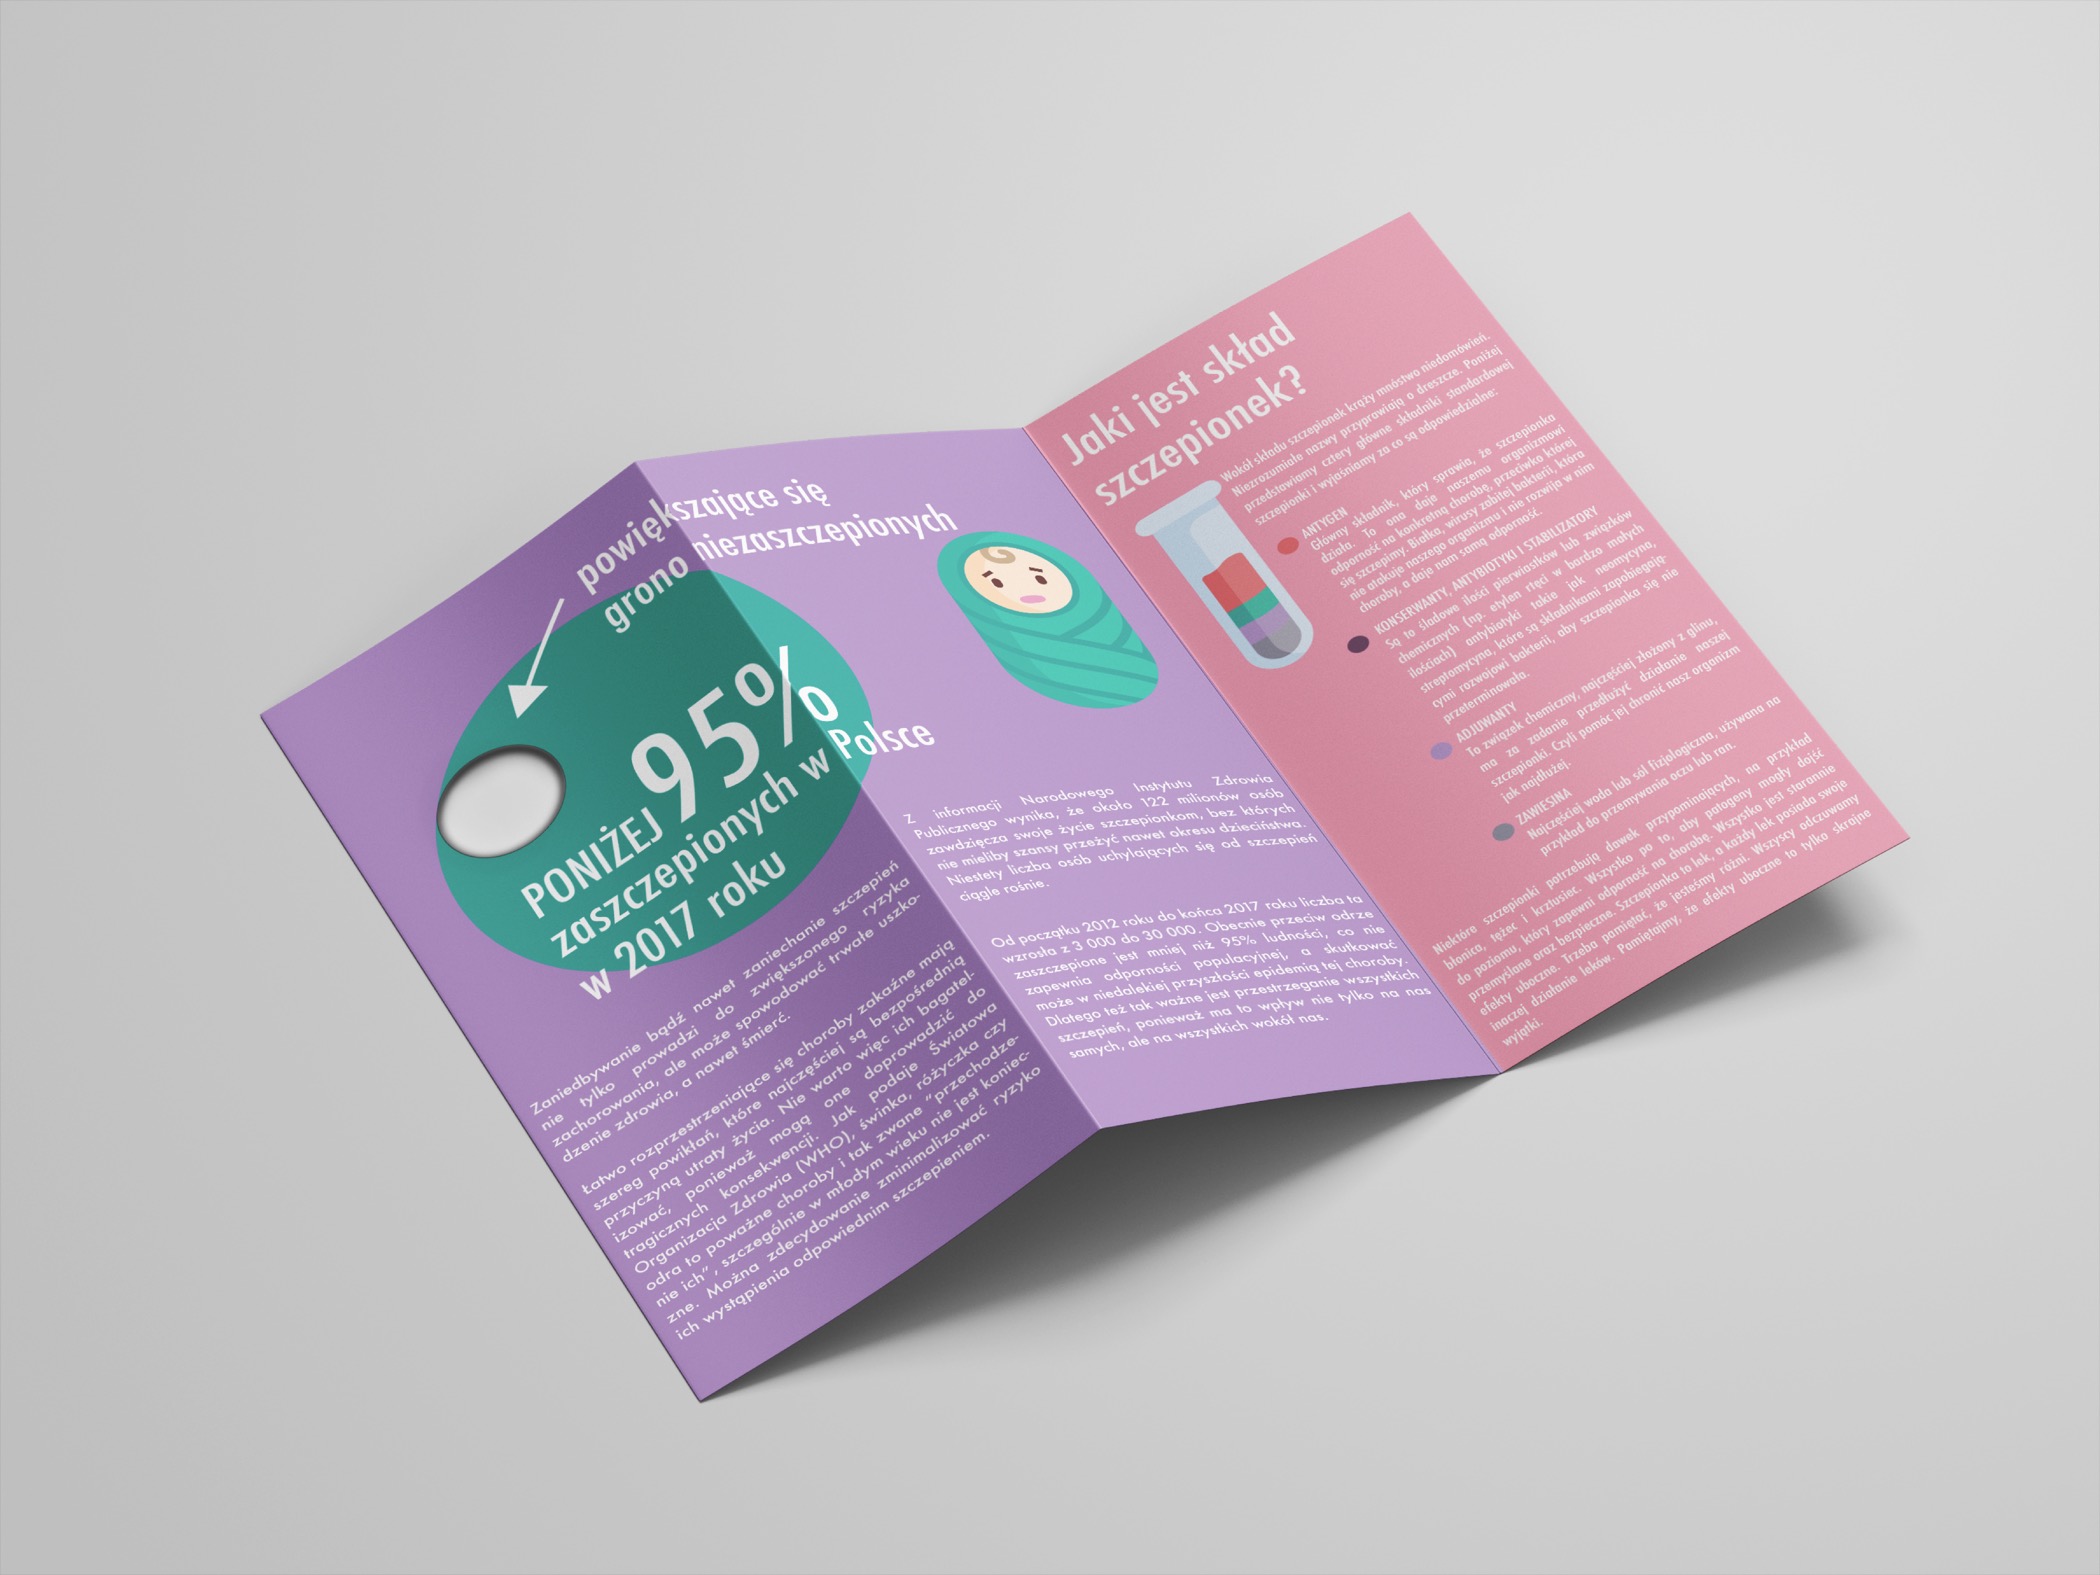 powiększające się
grono niezaszczepionych
PONIŻEJ 95%
zaszczepionych w Polsce
w 2017 roku
Zaniedbywanie bądź nawet zaniechanie szczepień
nie tylko prowadzi do zwiększonego ryzyka
zachorowania, ale może spowodować trwałe uszko-
dzenie zdrowia, a nawet śmierć.
Łatwo rozprzestrzeniające się choroby zakaźne mają
szereg powikłań, które najczęściej są bezpośrednią
przyczyną utraty życia. Nie warto więc ich bagatel-
izować, ponieważ mogą one doprowadzić do
tragicznych konsekwencji. Jak podaje Światowa
Organizacja Zdrowia (WHO), świnka, różyczka czy
odra to poważne choroby i tak zwane "przechodze-
nie ich", szczególnie w młodym wieku nie jest koniec-
zne. Można zdecydowanie zminimalizować ryzyko
ich wystąpienia odpowiednim szczepieniem.
Z informacji Narodowego Instytutu Zdrowia
Publicznego wynika, że około 122 milionów osób
zawdzięcza swoje życie szczepionkom, bez których
nie mieliby szansy przeżyć nawet okresu dzieciństwa.
Niestety liczba osób uchylających się od szczepień
ciągle rośnie.
Od początku 2012 roku do końca 2017 roku liczba ta
wzrosła z 3 000 do 30 000. Obecnie przeciw odrze
zaszczepione jest mniej niż 95% ludności, co nie
zapewnia odporności populacyjnej, a skutkować
może w niedalekiej przyszłości epidemią tej choroby.
Dlatego też tak ważne jest przestrzeganie wszystkich
szczepień, ponieważ ma to wpływ nie tylko na nas
samych, ale na wszystkich wokół nas.
Jaki jest skład
szczepionek?
Wokół składu szczepionek krąży mnóstwo niedomówień.
Niezrozumiałe nazwy przyprawiają o dreszcze. Poniżej
przedstawiamy cztery główne składniki standardowej
szczepionki i wyjaśniamy za co są odpowiedzialne:
ANTYGEN
Główny składnik, który sprawia, że szczepionka
działa. To ona daje naszemu organizmowi
odporność na konkretną chorobę, przeciwko której
się szczepimy. Białka, wirusy zabitej bakterii, która
nie atakuje naszego organizmu i nie rozwija w nim
choroby, a daje nam samą odporność.
KONSERWANTY, ANTYBIOTYKI I STABILIZATORY
Są to śladowe ilości pierwiastków lub związków
chemicznych (np. etylen rtęci w bardzo małych
ilościach) antybiotyki takie jak neomycyna,
streptomycyna, które są składnikami zapobiegają-
cymi rozwojowi bakterii, aby szczepionka się nie
przeterminowała.
ADJUWANTY
To związek chemiczny, najczęściej złożony z glinu,
ma za zadanie przedłużyć działanie naszej
szczepionki. Czyli pomóc jej chronić nasz organizm
jak najdłużej.
ZAWIESINA
Najczęściej woda lub sól fizjologiczna, używana na
przykład do przemywania oczu lub ran.
Niektóre szczepionki potrzebują dawek przypominających, na przykład
błonica, tężec i krztusiec. Wszystko po to, aby patogeny mogły dojść
do poziomu, który zapewni odporność na chorobę. Wszystko jest starannie
przemyślane oraz bezpieczne. Szczepionka to lek, a każdy lek posiada swoje
efekty uboczne. Trzeba pamiętać, że jesteśmy różni. Wszyscy odczuwamy
inaczej działanie leków. Pamiętajmy, że efekty uboczne to tylko skrajne
wyjątki.